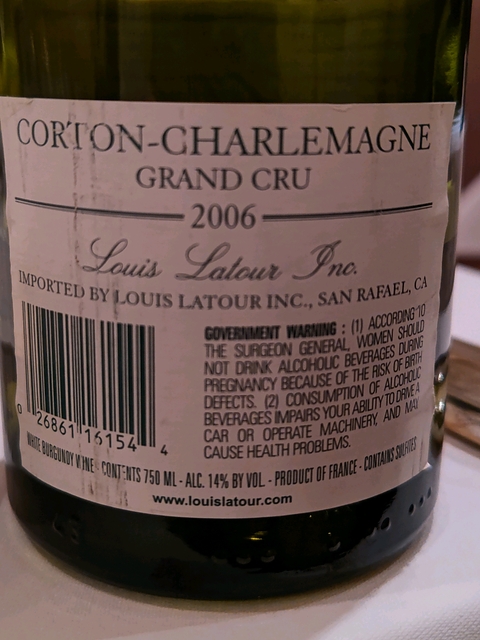 CORTON-CHARLEMAGNE
GRAND CRU
2006
Louis Latour Inc.
IMPORTED BY LOUIS LATOUR INC., SAN RAFAEL, CA
GOVERNMENT WARNING : (1) ACCORDING TO
THE SURGEON GENERAL, WOMEN SHOULD
NOT DRINK ALCOHOLIC BEVERAGES DURING
PREGNANCY BECAUSE OF THE RISK OF BIRTH
DEFECTS. (2) CONSUMPTION OF ALCOHOLIC
BEVERAGES IMPAIRS YOUR ABILITY TO DRIVE A
CAR OR OPERATE MACHINERY, AND MAY
CAUSE HEALTH PROBLEMS.
0 26861 16154 4
WHITE BURGUNDY WINE - CONTENTS 750 ML - ALC. 14% BY VOL. - PRODUCT OF FRANCE - CONTAINS SULFITES
www.louislatour.com